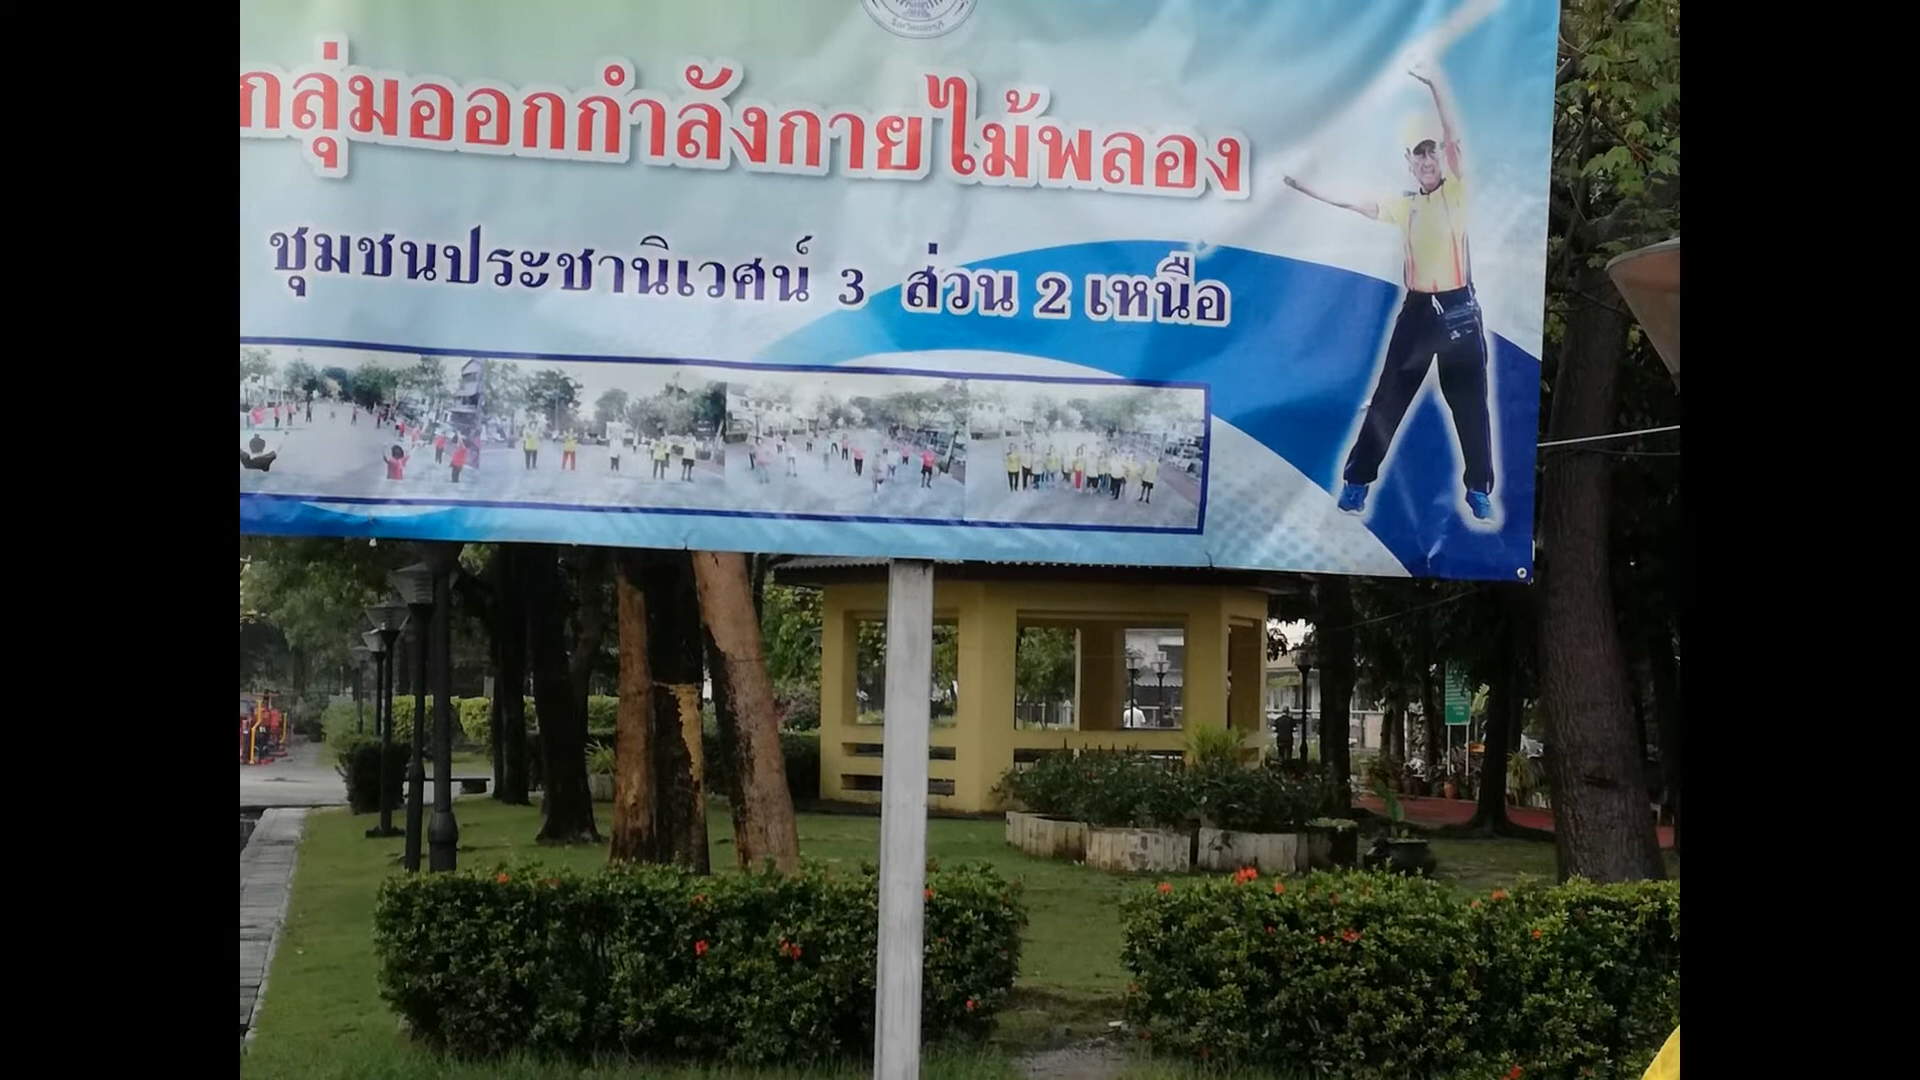 กลุ่มออกกำลังกายไม้พลอง
ชุมชนประชานิเวศน์ 3 ส่วน 2 เหนือ